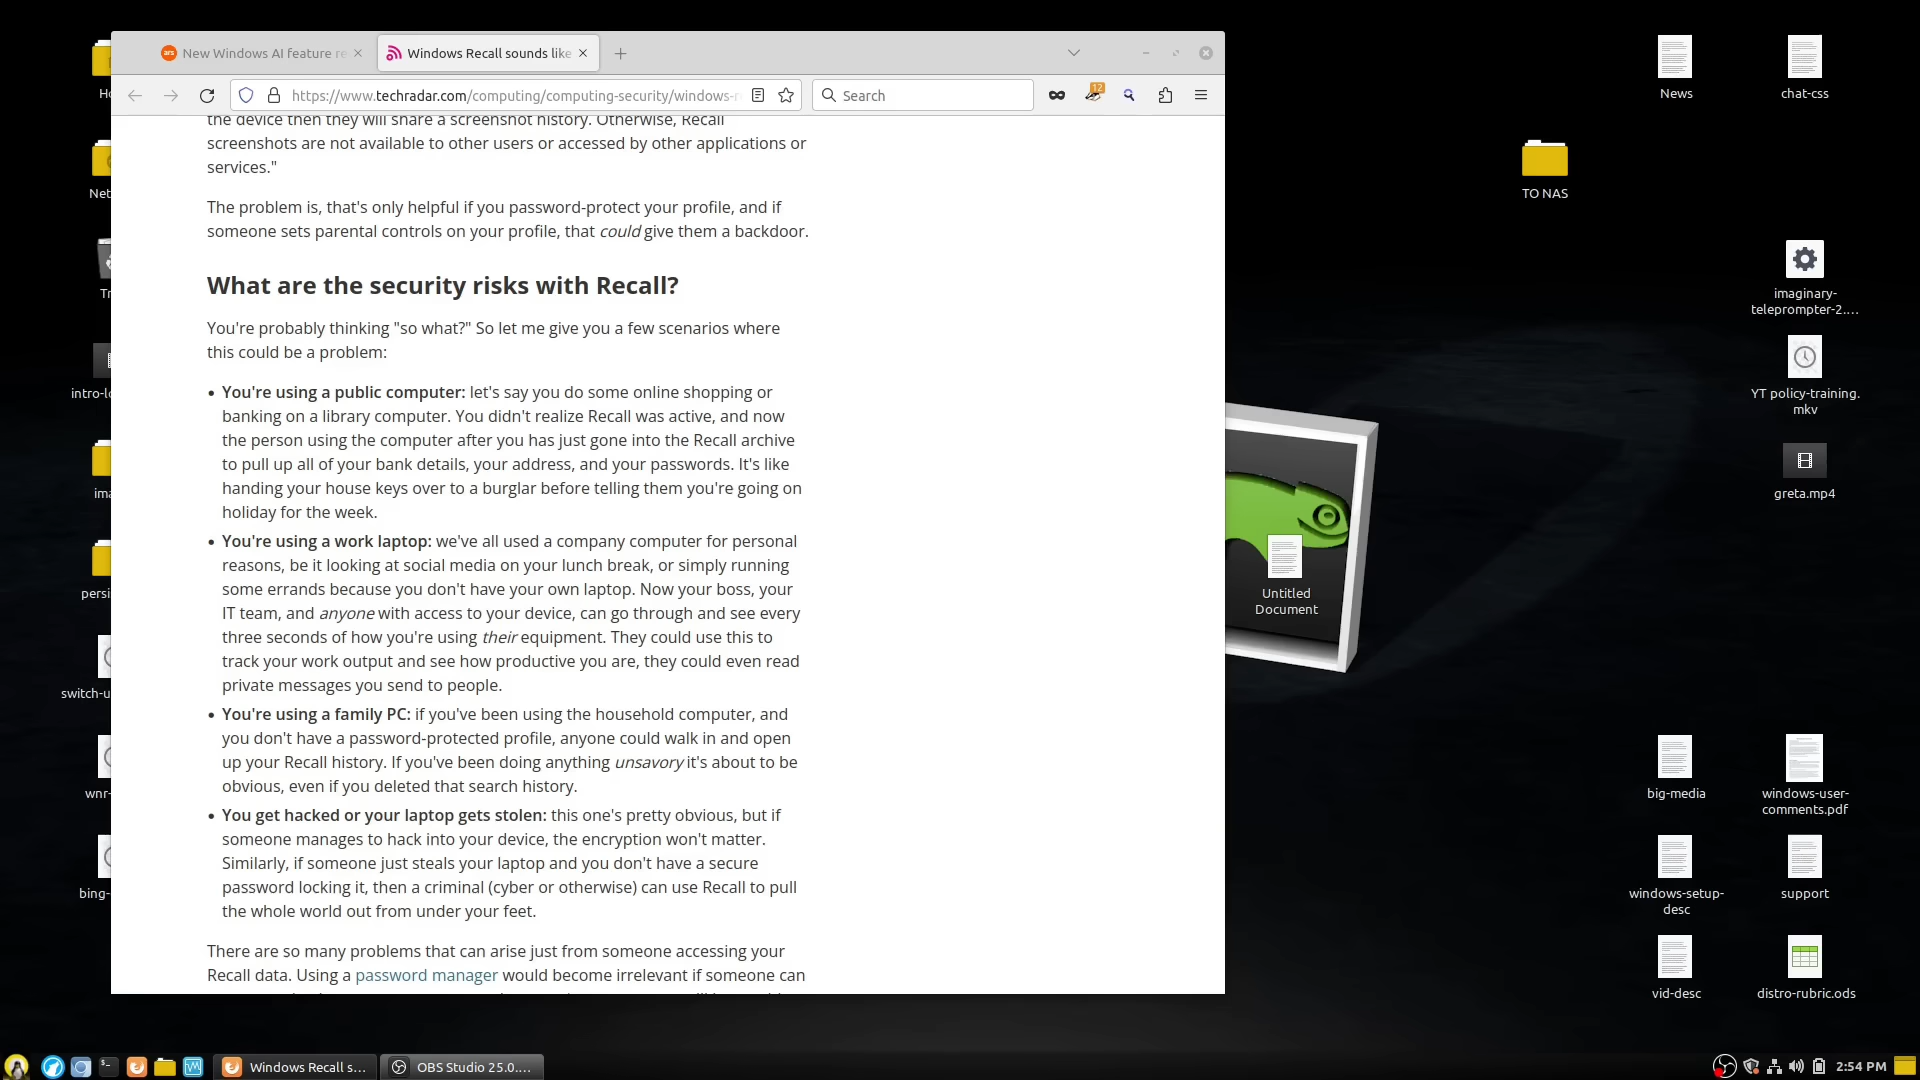 New Windows AI feature re
Windows Recall sounds like
https://www.techradar.com/computing/computing-security/windows-r
Search
12
the device then they will share a screenshot history. Otherwise, Recall
screenshots are not available to other users or accessed by other applications or
services."
The problem is, that's only helpful if you password-protect your profile, and if
someone sets parental controls on your profile, that could give them a backdoor.
What are the security risks with Recall?
You're probably thinking "so what?" So let me give you a few scenarios where
this could be a problem:
• You're using a public computer: let's say you do some online shopping or
banking on a library computer. You didn't realize Recall was active, and now
the person using the computer after you has just gone into the Recall archive
to pull up all of your bank details, your address, and your passwords. It's like
handing your house keys over to a burglar before telling them you're going on
holiday for the week.
• You're using a work laptop: we've all used a company computer for personal
reasons, be it looking at social media on your lunch break, or simply running
some errands because you don't have your own laptop. Now your boss, your
IT team, and anyone with access to your device, can go through and see every
three seconds of how you're using their equipment. They could use this to
track your work output and see how productive you are, they could even read
private messages you send to people.
• You're using a family PC: if you've been using the household computer, and
you don't have a password-protected profile, anyone could walk in and open
up your Recall history. If you've been doing anything unsavory it's about to be
obvious, even if you deleted that search history.
• You get hacked or your laptop gets stolen: this one's pretty obvious, but if
someone manages to hack into your device, the encryption won't matter.
Similarly, if someone just steals your laptop and you don't have a secure
password locking it, then a criminal (cyber or otherwise) can use Recall to pull
the whole world out from under your feet.
There are so many problems that can arise just from someone accessing your
Recall data. Using a password manager would become irrelevant if someone can
Ho
Net
Tr
intro-lo
ima
persi
switch-u
wnr-
bing-
News
chat-css
TO NAS
imaginary-
teleprompter-2....
YT policy-training.
mkv
greta.mp4
Untitled
Document
big-media
windows-user-
comments.pdf
windows-setup-
desc
support
vid-desc
distro-rubric.ods
Windows Recall s...
OBS Studio 25.0....
2:54 PM